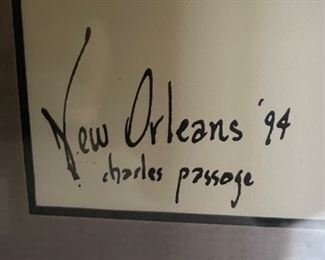 New Orleans '94
charles passage